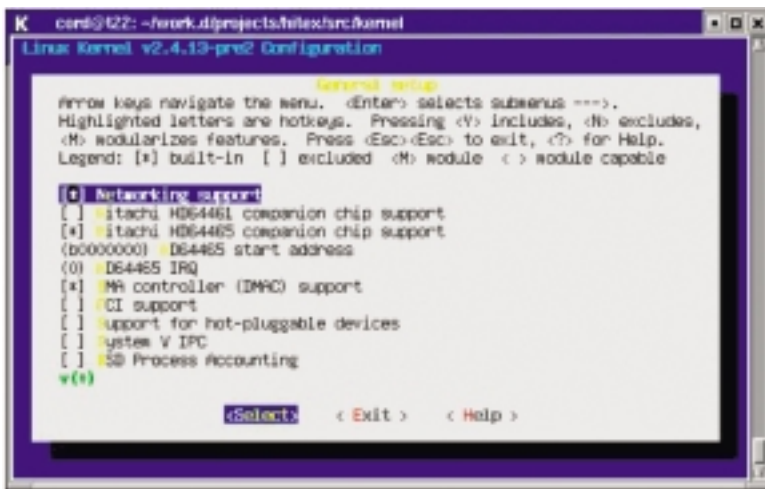 K cord@t22: ~/work.d/projects/hitex/src/kernel
Linux Kernel v2.4.13-pre2 Configuration
General setup
Arrow keys navigate the menu. <Enter> selects submenus --->.
Highlighted letters are hotkeys. Pressing <Y> includes, <N> excludes,
<M> modularizes features. Press <Esc><Esc> to exit, <?> for Help.
Legend: [*] built-in [ ] excluded <M> module < > module capable
[*] Networking support
[ ] Hitachi HD64461 companion chip support
[*] Hitachi HD64465 companion chip support
(b0000000) HD64465 start address
(0) HD64465 IRQ
[*] DMA controller (DMAC) support
[ ] PCI support
[ ] Support for hot-pluggable devices
[ ] System V IPC
[ ] BSD Process Accounting
v(+)
<Select> < Exit > < Help >